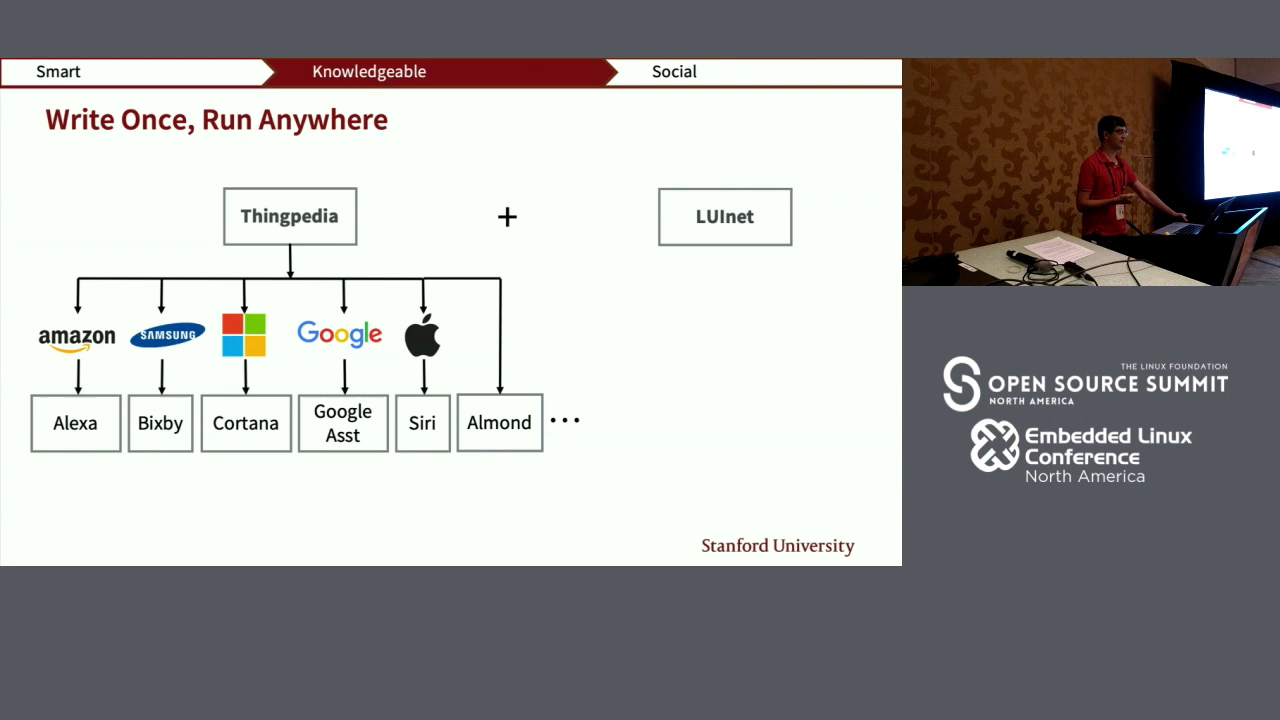 Smart
Knowledgeable
Social
Write Once, Run Anywhere
Thingpedia
+
LUInet
amazon
SAMSUNG
Google
Alexa
Bixby
Cortana
Google
Asst
Siri
Almond
...
Stanford University
THE LINUX FOUNDATION
OPEN SOURCE SUMMIT
NORTH AMERICA
Embedded Linux
Conference
North America